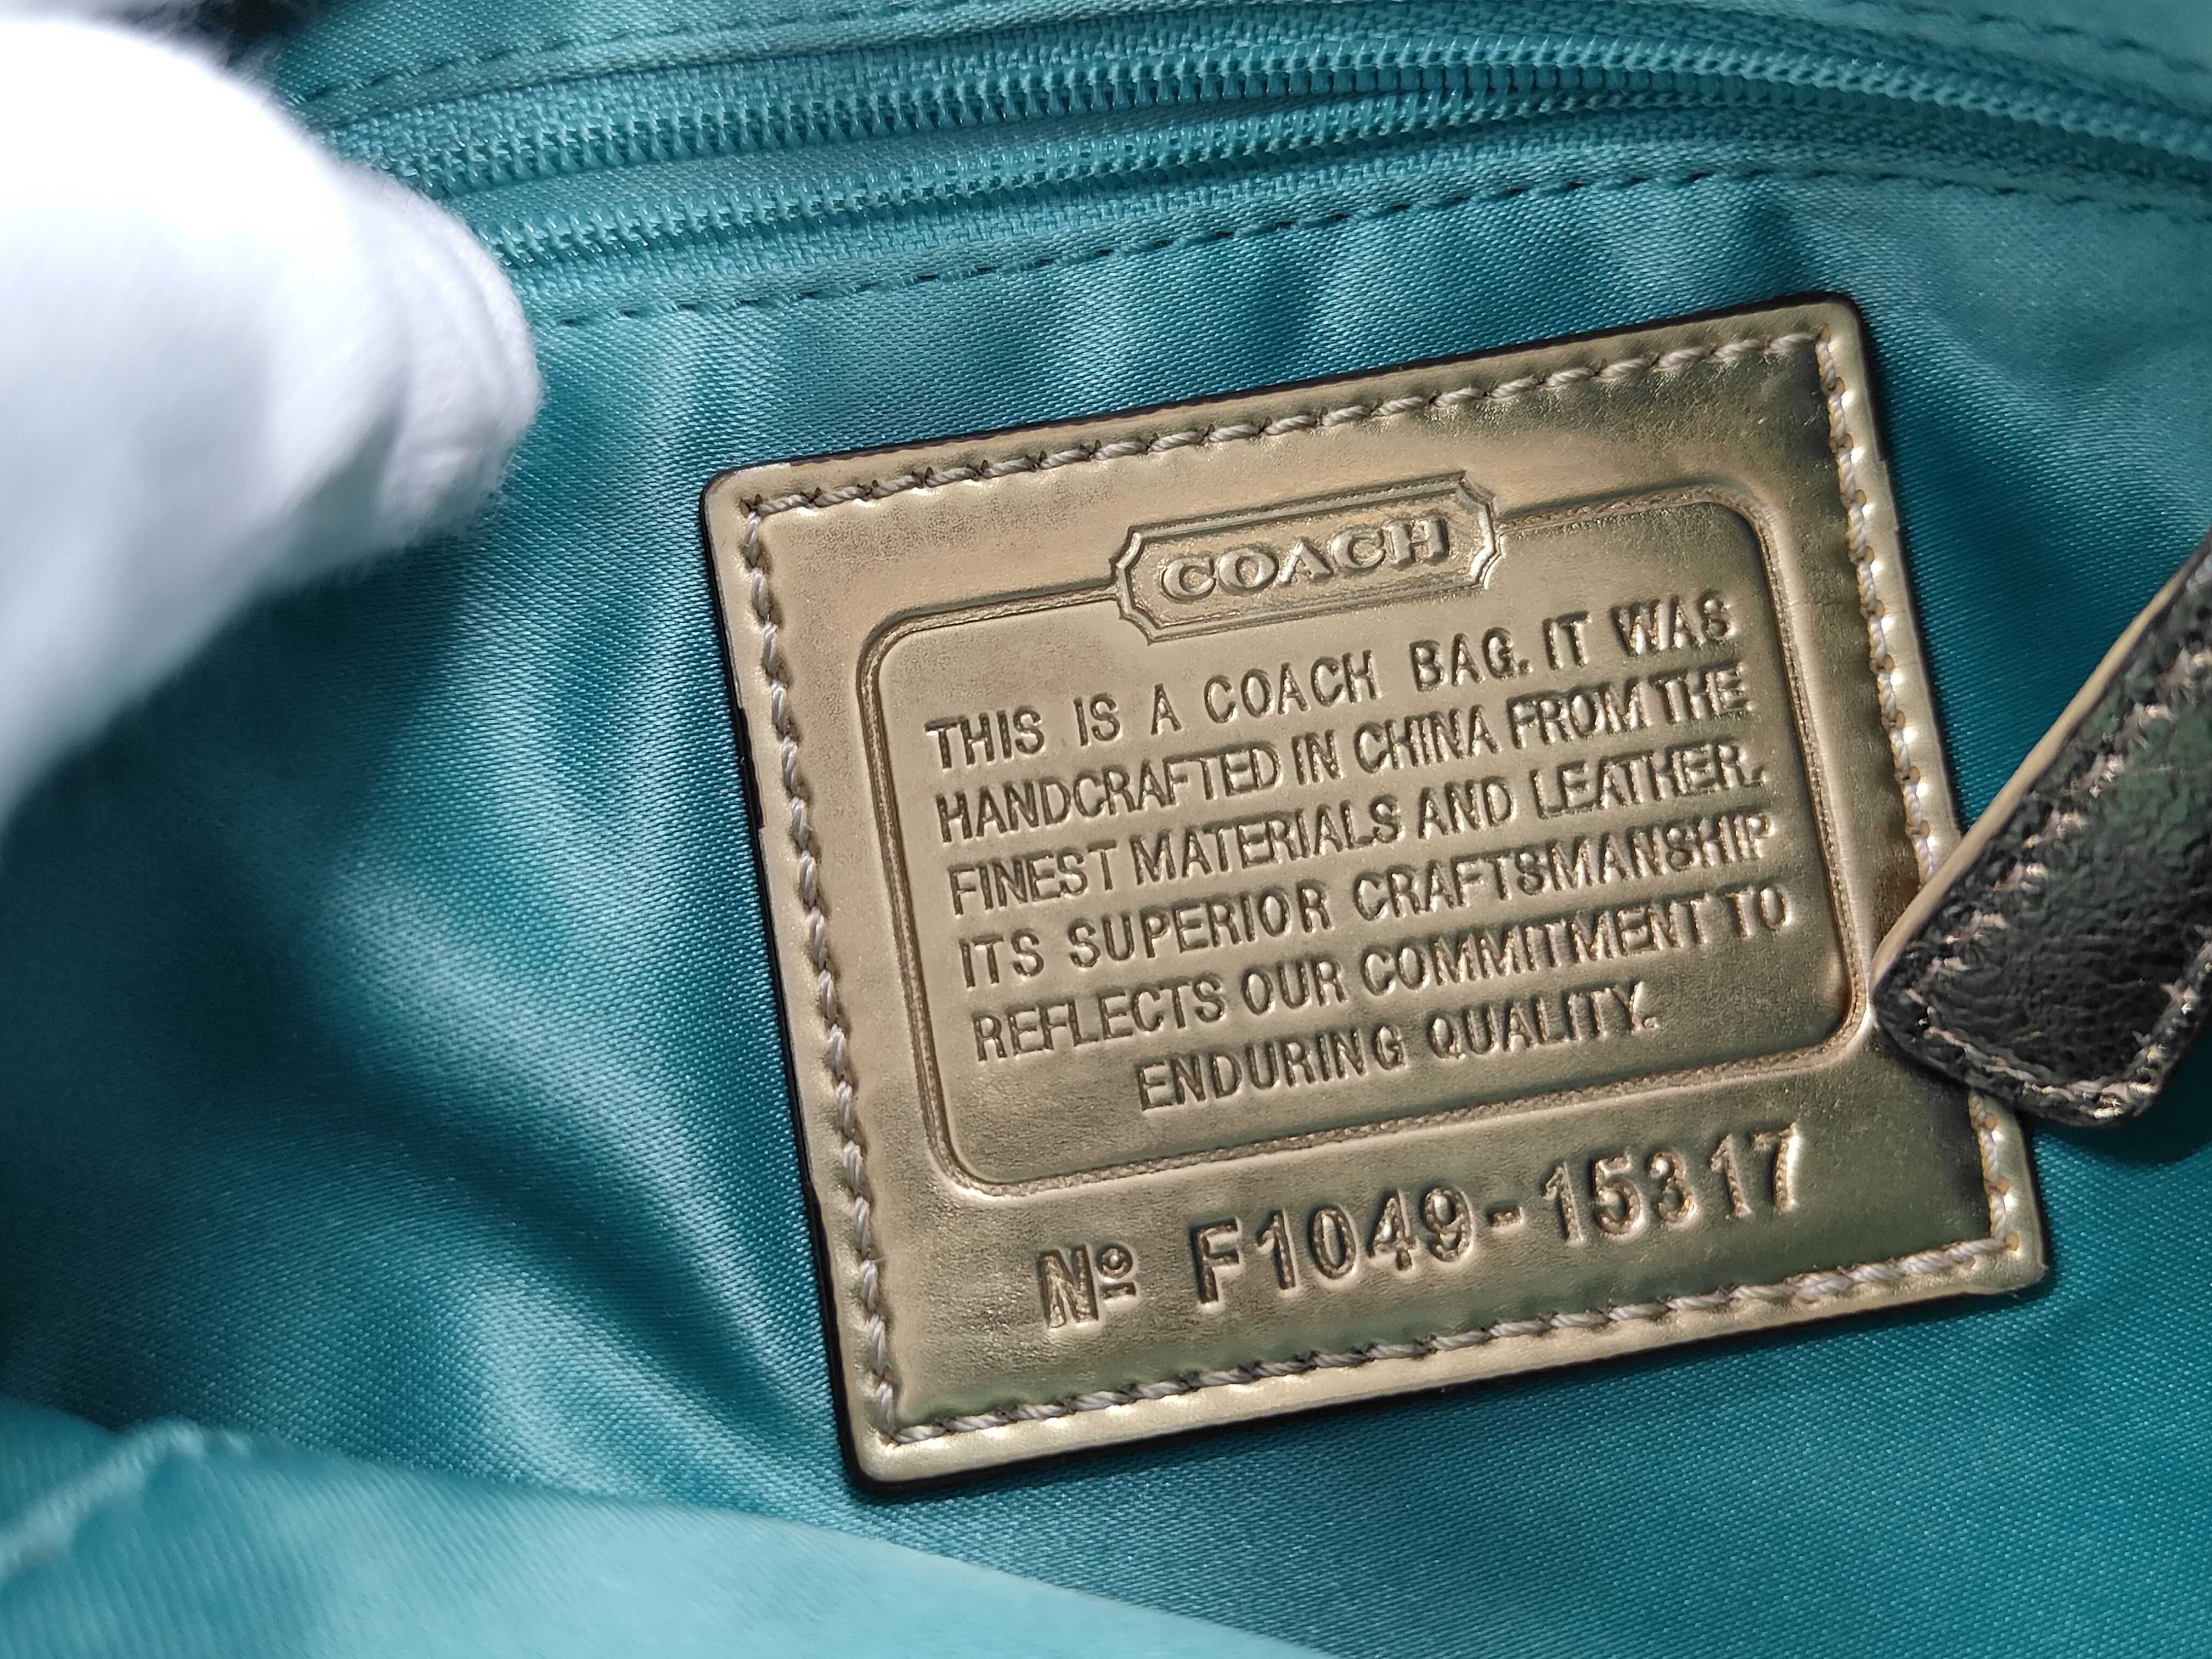 COACH
THIS IS A COACH BAG. IT WAS
HANDCRAFTED IN CHINA FROM THE
FINEST MATERIALS AND LEATHER.
ITS SUPERIOR CRAFTSMANSHIP
REFLECTS OUR COMMITMENT TO
ENDURING QUALITY.
Nº F1049-15317